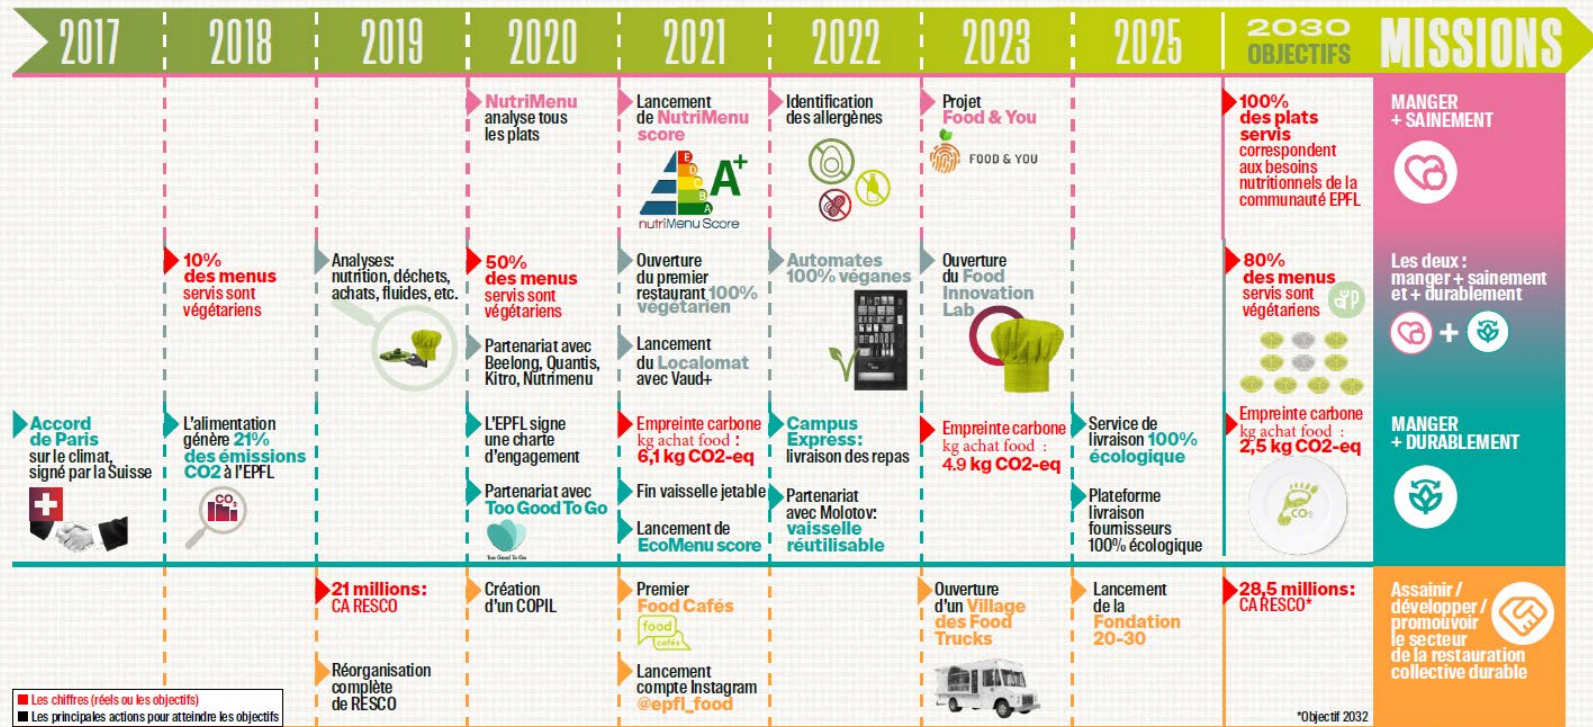 2017
2018
2019
2020
2021
2022
2023
2025
2030
OBJECTIFS
MISSIONS
NutriMenu
analyse tous
les plats
Lancement
de NutriMenu
score
E
D
C
B
A
A+
nutriMenu Score
Identification
des allergènes
Projet
Food & You
FOOD & YOU
100%
des plats
servis
correspondent
aux besoins
nutritionnels de la
communauté EPFL
MANGER
+ SAINEMENT
10%
des menus
servis sont
végétariens
Analyses:
nutrition, déchets,
achats, fluides, etc.
50%
des menus
servis sont
végétariens
Partenariat avec
Beelong, Quantis,
Kitro, Nutrimenu
Ouverture
du premier
restaurant 100%
végétarien
Lancement
du Localomat
avec Vaud+
Automates
100% véganes
Ouverture
du Food
Innovation
Lab
80%
des menus
servis sont
végétariens
Les deux :
manger + sainement
et + durablement
+
Accord
de Paris
sur le climat,
signé par la Suisse
L'alimentation
génère 21%
des émissions
CO2 à l'EPFL
CO2
L'EPFL signe
une charte
d'engagement
Partenariat avec
Too Good To Go
Too Good To Go
Empreinte carbone
kg achat food :
6,1 kg CO2-eq
Fin vaisselle jetable
Lancement de
EcoMenu score
Campus
Express:
livraison des repas
Partenariat
avec Molotov:
vaisselle
réutilisable
Empreinte carbone
kg achat food :
4.9 kg CO2-eq
Service de
livraison 100%
écologique
Plateforme
livraison
fournisseurs
100% écologique
Empreinte carbone
kg achat food :
2,5 kg CO2-eq
CO2
MANGER
+ DURABLEMENT
21 millions:
CA RESCO
Réorganisation
complète
de RESCO
Création
d'un COPIL
Premier
Food Cafés
food
cafés
Lancement
compte Instagram
@epfl_food
Ouverture
d'un Village
des Food
Trucks
Lancement
de la
Fondation
20-30
28,5 millions:
CA RESCO*
Assainir /
développer /
promouvoir
le secteur
de la restauration
collective durable
Les chiffres (réels ou les objectifs)
Les principales actions pour atteindre les objectifs
*Objectif 2032